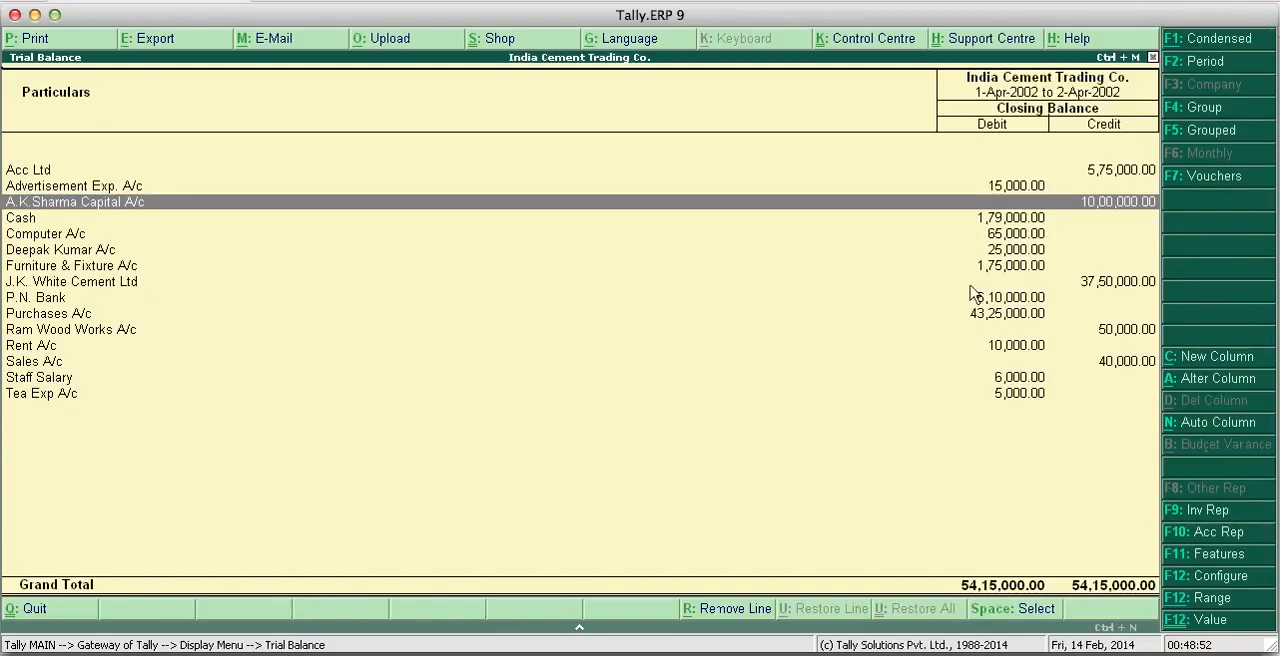 Tally.ERP 9
P: Print E: Export M: E-Mail O: Upload S: Shop G: Language K: Keyboard K: Control Centre H: Support Centre H: Help
Trial Balance India Cement Trading Co. Ctrl + M
Particulars
India Cement Trading Co.
1-Apr-2002 to 2-Apr-2002
Closing Balance
Debit Credit
Acc Ltd 5,75,000.00
Advertisement Exp. A/c 15,000.00
A.K.Sharma Capital A/c 10,00,000.00
Cash 1,79,000.00
Computer A/c 65,000.00
Deepak Kumar A/c 25,000.00
Furniture & Fixture A/c 1,75,000.00
J.K. White Cement Ltd 37,50,000.00
P.N. Bank 6,10,000.00
Purchases A/c 43,25,000.00
Ram Wood Works A/c 50,000.00
Rent A/c 10,000.00
Sales A/c 40,000.00
Staff Salary 6,000.00
Tea Exp A/c 5,000.00
Grand Total 54,15,000.00 54,15,000.00
Q: Quit R: Remove Line U: Restore Line U: Restore All Space: Select
Ctrl + N
Tally MAIN --> Gateway of Tally --> Display Menu --> Trial Balance (c) Tally Solutions Pvt. Ltd., 1988-2014 Fri, 14 Feb, 2014 00:48:52
F1: Condensed
F2: Period
F3: Company
F4: Group
F5: Grouped
F6: Monthly
F7: Vouchers
C: New Column
A: Alter Column
D: Del Column
N: Auto Column
B: Budget Variance
F8: Other Rep
F9: Inv Rep
F10: Acc Rep
F11: Features
F12: Configure
F12: Range
F12: Value